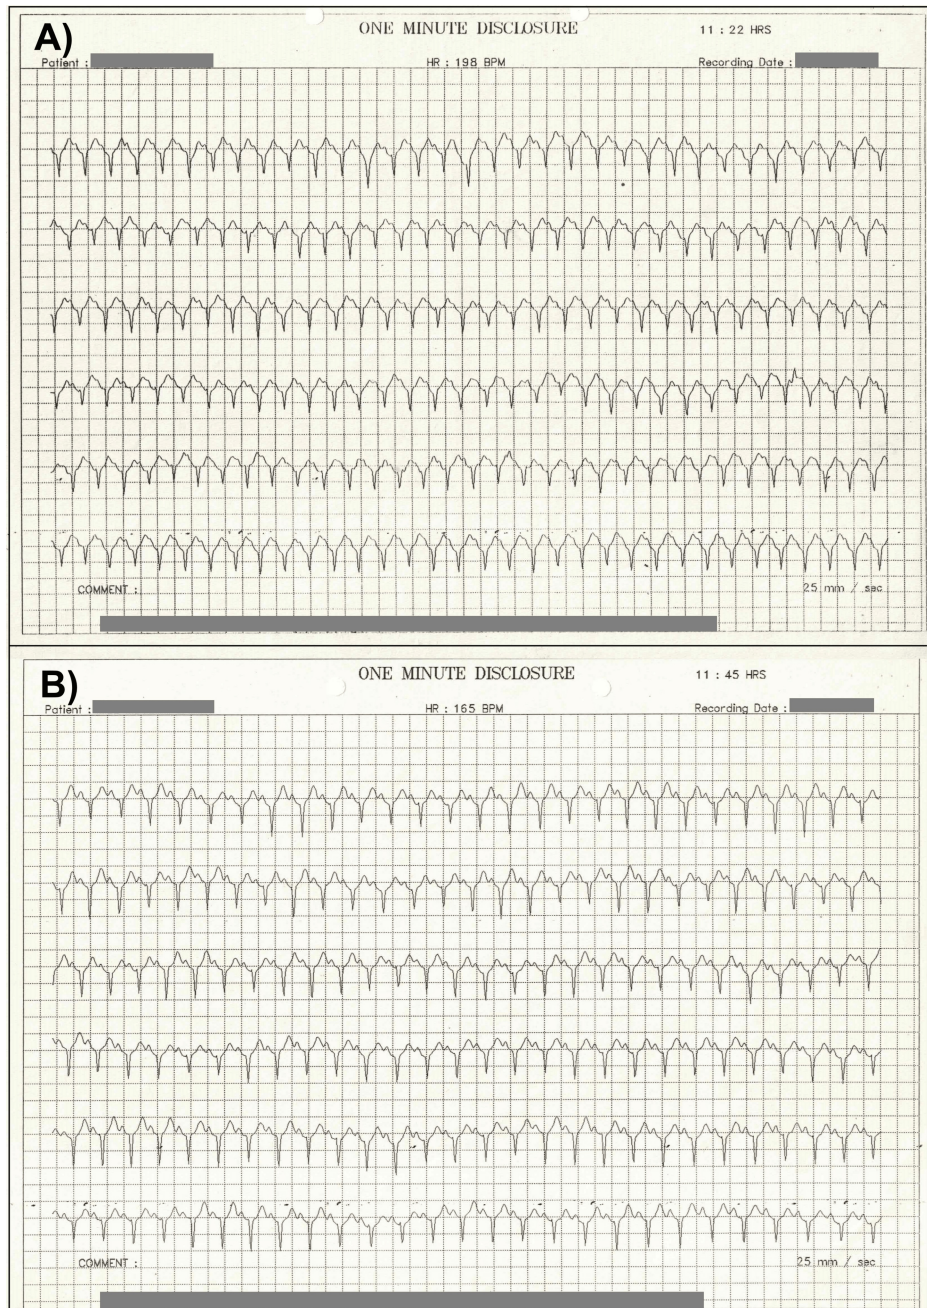 A)
ONE MINUTE DISCLOSURE 11 : 22 HRS
Patient : HR : 198 BPM Recording Date :
COMMENT : 25 mm / sec
B)
ONE MINUTE DISCLOSURE 11 : 45 HRS
Patient : HR : 165 BPM Recording Date :
COMMENT : 25 mm / sec